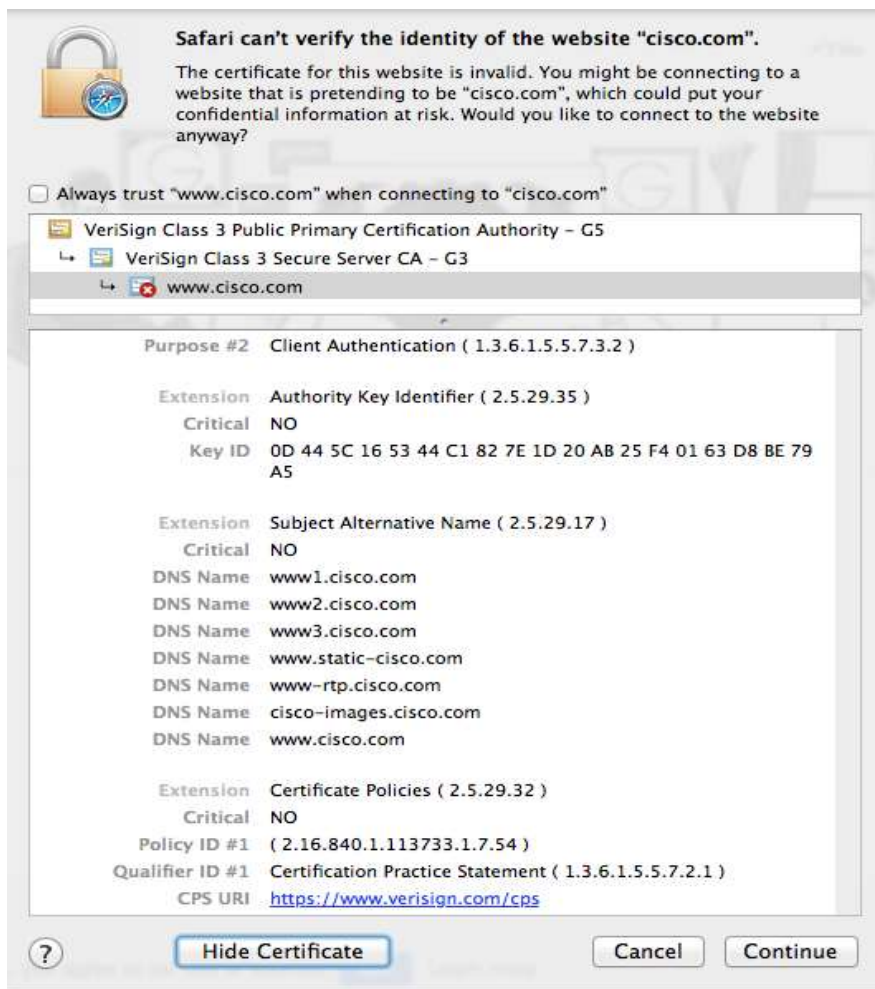 Safari can't verify the identity of the website “cisco.com”.
The certificate for this website is invalid. You might be connecting to a
website that is pretending to be “cisco.com”, which could put your
confidential information at risk. Would you like to connect to the website
anyway?
Always trust “www.cisco.com” when connecting to “cisco.com”
VeriSign Class 3 Public Primary Certification Authority – G5
VeriSign Class 3 Secure Server CA – G3
www.cisco.com
Purpose #2 Client Authentication ( 1.3.6.1.5.5.7.3.2 )
Extension Authority Key Identifier ( 2.5.29.35 )
Critical NO
Key ID 0D 44 5C 16 53 44 C1 82 7E 1D 20 AB 25 F4 01 63 D8 BE 79
A5
Extension Subject Alternative Name ( 2.5.29.17 )
Critical NO
DNS Name www1.cisco.com
DNS Name www2.cisco.com
DNS Name www3.cisco.com
DNS Name www.static-cisco.com
DNS Name www-rtp.cisco.com
DNS Name cisco-images.cisco.com
DNS Name www.cisco.com
Extension Certificate Policies ( 2.5.29.32 )
Critical NO
Policy ID #1 ( 2.16.840.1.113733.1.7.54 )
Qualifier ID #1 Certification Practice Statement ( 1.3.6.1.5.5.7.2.1 )
CPS URI https://www.verisign.com/cps
? Hide Certificate Cancel Continue